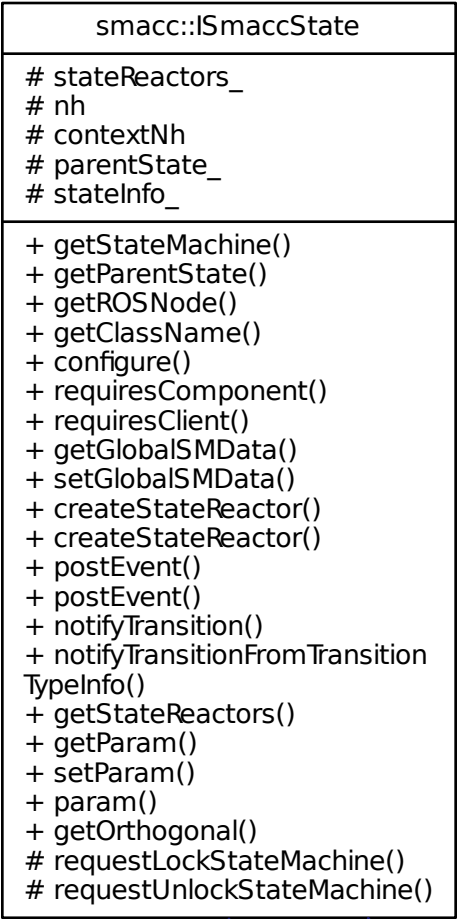 smacc::ISmaccState
# stateReactors_
# nh
# contextNh
# parentState_
# stateInfo_
+ getStateMachine()
+ getParentState()
+ getROSNode()
+ getClassName()
+ configure()
+ requiresComponent()
+ requiresClient()
+ getGlobalSMData()
+ setGlobalSMData()
+ createStateReactor()
+ createStateReactor()
+ postEvent()
+ postEvent()
+ notifyTransition()
+ notifyTransitionFromTransition
TypeInfo()
+ getStateReactors()
+ getParam()
+ setParam()
+ param()
+ getOrthogonal()
# requestLockStateMachine()
# requestUnlockStateMachine()